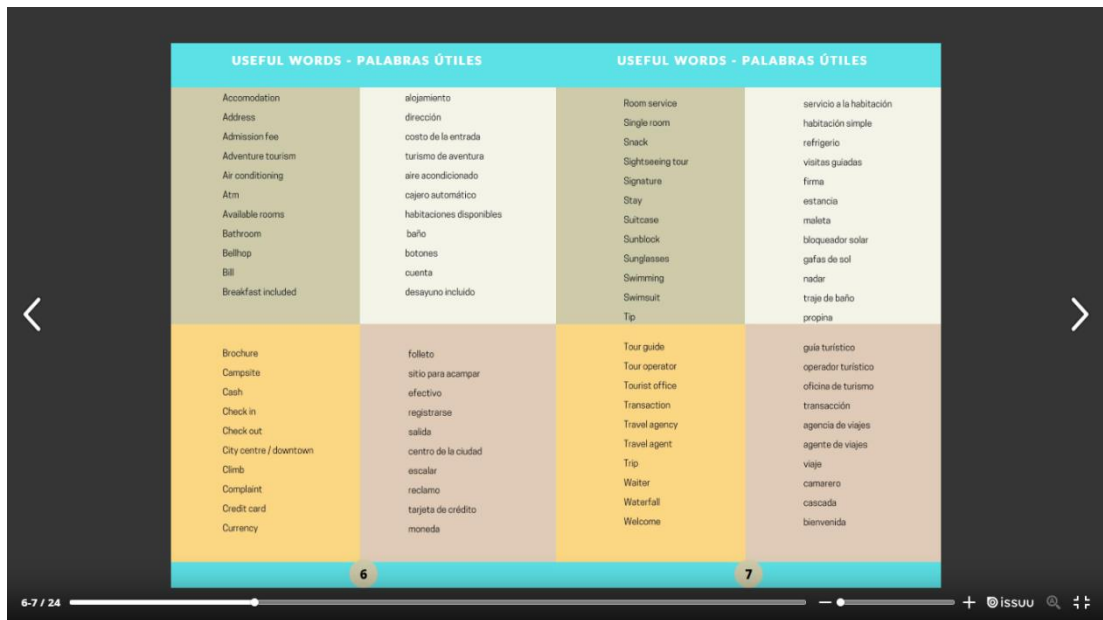 USEFUL WORDS - PALABRAS ÚTILES
Accomodation alojamiento
Address dirección
Admission fee costo de la entrada
Adventure tourism turismo de aventura
Air conditioning aire acondicionado
Atm cajero automático
Available rooms habitaciones disponibles
Bathroom baño
Bellhop botones
Bill cuenta
Breakfast included desayuno incluido
Brochure folleto
Campsite sitio para acampar
Cash efectivo
Check in registrarse
Check out salida
City centre / downtown centro de la ciudad
Climb escalar
Complaint reclamo
Credit card tarjeta de crédito
Currency moneda
6
USEFUL WORDS - PALABRAS ÚTILES
Room service servicio a la habitación
Single room habitación simple
Snack refrigerio
Sightseeing tour visitas guiadas
Signature firma
Stay estancia
Suitcase maleta
Sunblock bloqueador solar
Sunglasses gafas de sol
Swimming nadar
Swimsuit traje de baño
Tip propina
Tour guide guía turístico
Tour operator operador turístico
Tourist office oficina de turismo
Transaction transacción
Travel agency agencia de viajes
Travel agent agente de viajes
Trip viaje
Waiter camarero
Waterfall cascada
Welcome bienvenida
7
6-7 / 24 issuu